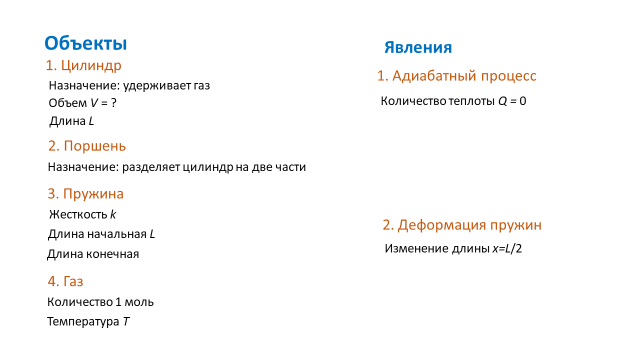 Объекты
1. Цилиндр
Назначение: удерживает газ
Объем V = ?
Длина L
2. Поршень
Назначение: разделяет цилиндр на две части
3. Пружина
Жесткость k
Длина начальная L
Длина конечная
4. Газ
Количество 1 моль
Температура T
Явления
1. Адиабатный процесс
Количество теплоты Q = 0
2. Деформация пружин
Изменение длины x=L/2